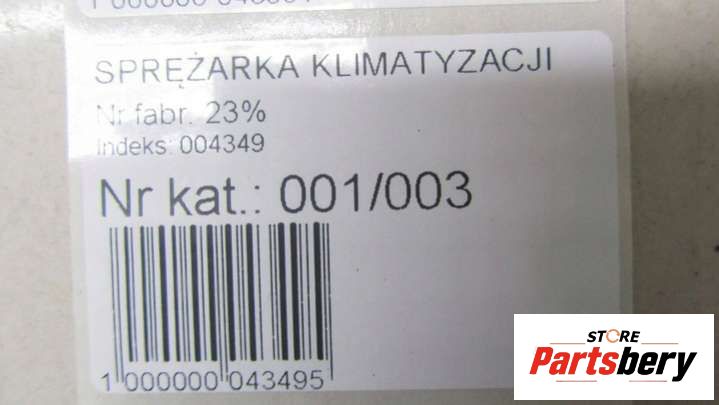 SPRĘŻARKA KLIMATYZACJI
Nr fabr. 23%
Indeks: 004349
Nr kat.: 001/003
1 000000 043495
STORE
Partsbery